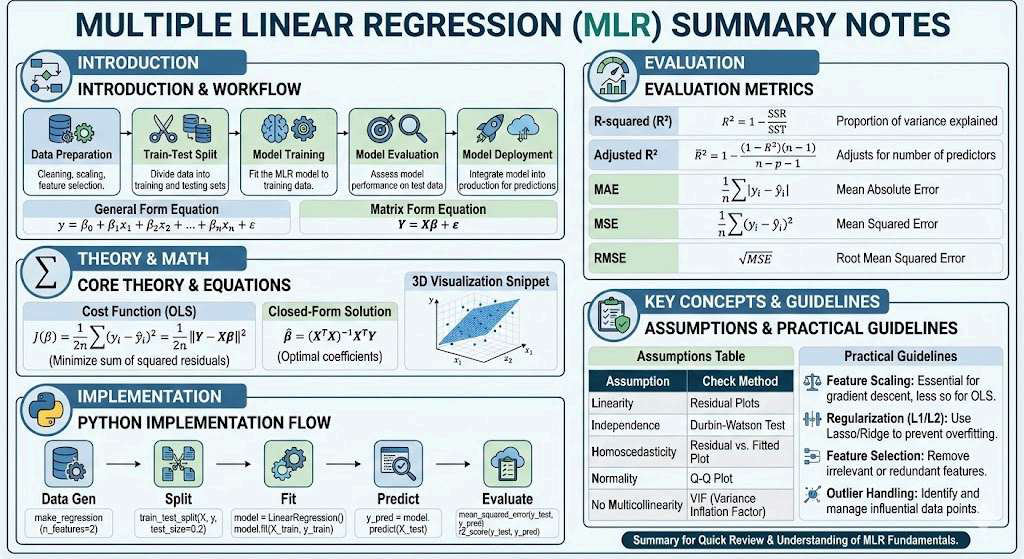 MULTIPLE LINEAR REGRESSION (MLR) SUMMARY NOTES
INTRODUCTION
INTRODUCTION & WORKFLOW
Data Preparation
Cleaning, scaling,
feature selection.
Train-Test Split
Divide data into
training and testing sets
Model Training
Fit the MLR model to
training data.
Model Evaluation
Assess model
performance on test data
Model Deployment
Integrate model into
production for predictions
General Form Equation
y = β₀ + β₁x₁ + β₂x₂ + ... + βₙxₙ + ε
Matrix Form Equation
Y = Xβ + ε
THEORY & MATH
CORE THEORY & EQUATIONS
Cost Function (OLS)
J(β) = 1/2n ∑(yᵢ − ŷᵢ)² = 1/2n ‖Y − Xβ‖²
(Minimize sum of squared residuals)
Closed-Form Solution
β̂ = (XᵀX)⁻¹XᵀY
(Optimal coefficients)
3D Visualization Snippet
y
x₁
x₂
x₁
IMPLEMENTATION
PYTHON IMPLEMENTATION FLOW
Data Gen
make_regression
(n_features=2)
Split
train_test_split(X, y,
test_size=0.2)
Fit
model = LinearRegression()
model.fit(X_train, y_train)
Predict
y_pred = model.
predict(X_test)
Evaluate
mean_squared_error(y_test,
y_pred)
r2_score(y_test, y_pred)
EVALUATION
EVALUATION METRICS
R-squared (R²) R² = 1 − SSR/SST Proportion of variance explained
Adjusted R² R̄² = 1 − (1 − R²)(n − 1)/n − p − 1 Adjusts for number of predictors
MAE 1/n ∑|yᵢ − ŷᵢ| Mean Absolute Error
MSE 1/n ∑(yᵢ − ŷᵢ)² Mean Squared Error
RMSE √MSE Root Mean Squared Error
KEY CONCEPTS & GUIDELINES
ASSUMPTIONS & PRACTICAL GUIDELINES
Assumptions Table
Assumption Check Method
Linearity Residual Plots
Independence Durbin-Watson Test
Homoscedasticity Residual vs. Fitted
Plot
Normality Q-Q Plot
No Multicollinearity VIF (Variance
Inflation Factor)
Practical Guidelines
Feature Scaling: Essential for
gradient descent, less so for OLS.
Regularization (L1/L2): Use
Lasso/Ridge to prevent overfitting.
Feature Selection: Remove
irrelevant or redundant features.
Outlier Handling: Identify and
manage influential data points.
Summary for Quick Review & Understanding of MLR Fundamentals.